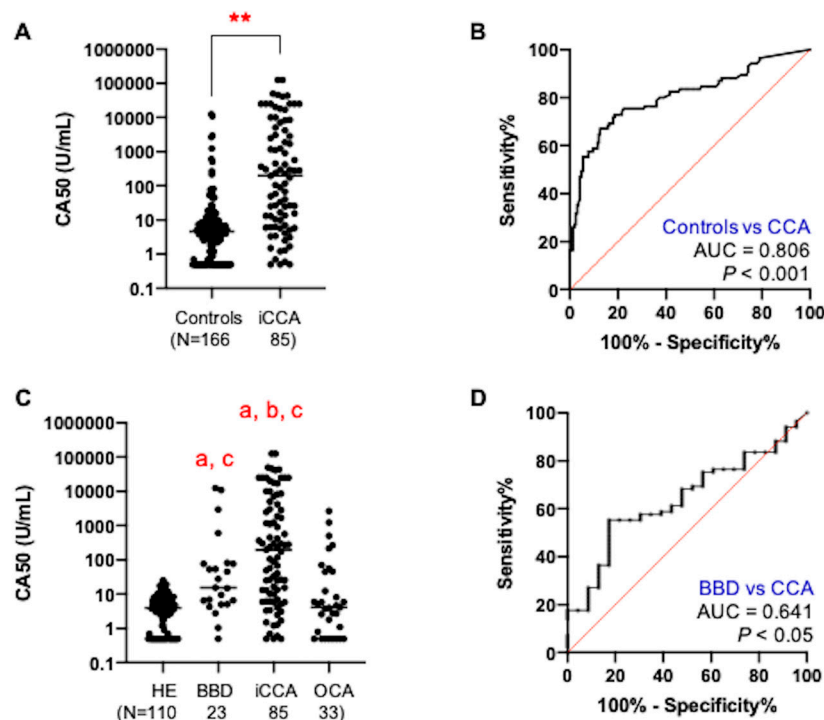 A
**
1000000
100000
10000
1000
100
10
1
0.1
CA50 (U/mL)
Controls iCCA
(N=166 85)
B
100
80
60
40
20
0
Sensitivity%
Controls vs CCA
AUC = 0.806
P < 0.001
0 20 40 60 80 100
100% - Specificity%
C
a, b, c
a, c
1000000
100000
10000
1000
100
10
1
0.1
CA50 (U/mL)
HE BBD iCCA OCA
(N=110 23 85 33)
D
100
80
60
40
20
0
Sensitivity%
BBD vs CCA
AUC = 0.641
P < 0.05
0 20 40 60 80 100
100% - Specificity%